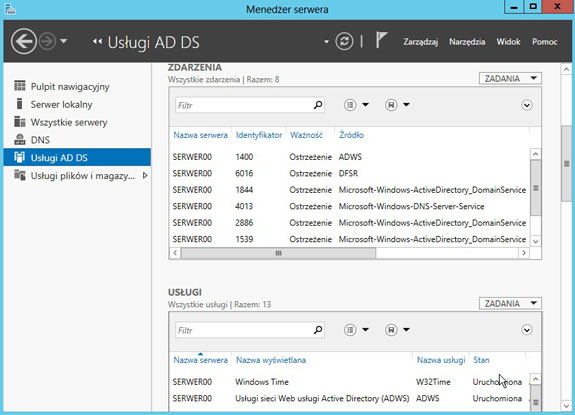 Menedżer serwera
Usługi AD DS
Zarządzaj Narzędzia Widok Pomoc
Pulpit nawigacyjny
Serwer lokalny
Wszystkie serwery
DNS
Usługi AD DS
Usługi plików i magazy...
ZDARZENIA
Wszystkie zdarzenia | Razem: 8
ZADANIA
Filtr
Nazwa serwera Identyfikator Ważność Źródło
SERWER00 1400 Ostrzeżenie ADWS
SERWER00 6016 Ostrzeżenie DFSR
SERWER00 1844 Ostrzeżenie Microsoft-Windows-ActiveDirectory_DomainService
SERWER00 4013 Ostrzeżenie Microsoft-Windows-DNS-Server-Service
SERWER00 2886 Ostrzeżenie Microsoft-Windows-ActiveDirectory_DomainService
SERWER00 1539 Ostrzeżenie Microsoft-Windows-ActiveDirectory_DomainService
USŁUGI
Wszystkie usługi | Razem: 13
ZADANIA
Filtr
Nazwa serwera Nazwa wyświetlana Nazwa usługi Stan
SERWER00 Windows Time W32Time Uruchomiona
SERWER00 Usługi sieci Web usługi Active Directory (ADWS) ADWS Uruchomiona